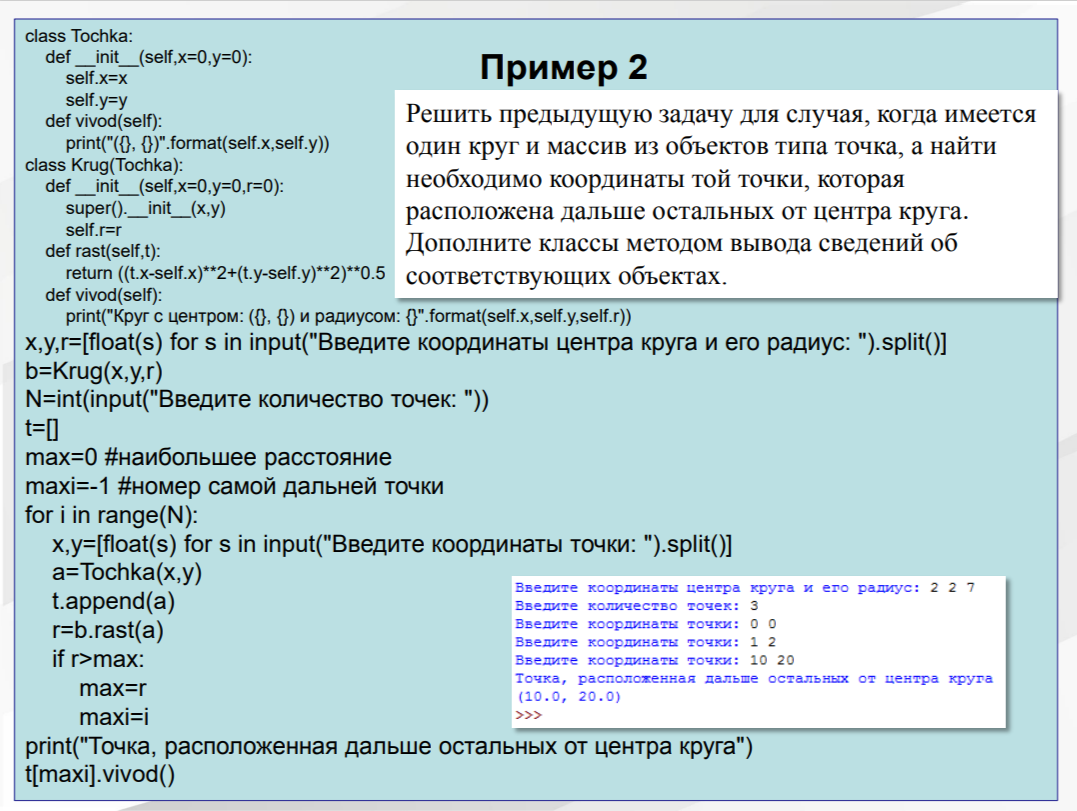 class Tochka:
def __init__(self,x=0,y=0):
self.x=x
self.y=y
def vivod(self):
print("({}, {})".format(self.x,self.y))
class Krug(Tochka):
def __init__(self,x=0,y=0,r=0):
super().__init__(x,y)
self.r=r
def rast(self,t):
return ((t.x-self.x)**2+(t.y-self.y)**2)**0.5
def vivod(self):
print("Круг с центром: ({}, {}) и радиусом: {}".format(self.x,self.y,self.r))
Пример 2
Решить предыдущую задачу для случая, когда имеется
один круг и массив из объектов типа точка, а найти
необходимо координаты той точки, которая
расположена дальше остальных от центра круга.
Дополните классы методом вывода сведений об
соответствующих объектах.
x,y,r=[float(s) for s in input("Введите координаты центра круга и его радиус: ").split()]
b=Krug(x,y,r)
N=int(input("Введите количество точек: "))
t=[]
max=0 #наибольшее расстояние
maxi=-1 #номер самой дальней точки
for i in range(N):
x,y=[float(s) for s in input("Введите координаты точки: ").split()]
a=Tochka(x,y)
t.append(a)
r=b.rast(a)
if r>max:
max=r
maxi=i
print("Точка, расположенная дальше остальных от центра круга")
t[maxi].vivod()
Введите координаты центра круга и его радиус: 2 2 7
Введите количество точек: 3
Введите координаты точки: 0 0
Введите координаты точки: 1 2
Введите координаты точки: 10 20
Точка, расположенная дальше остальных от центра круга
(10.0, 20.0)
>>>